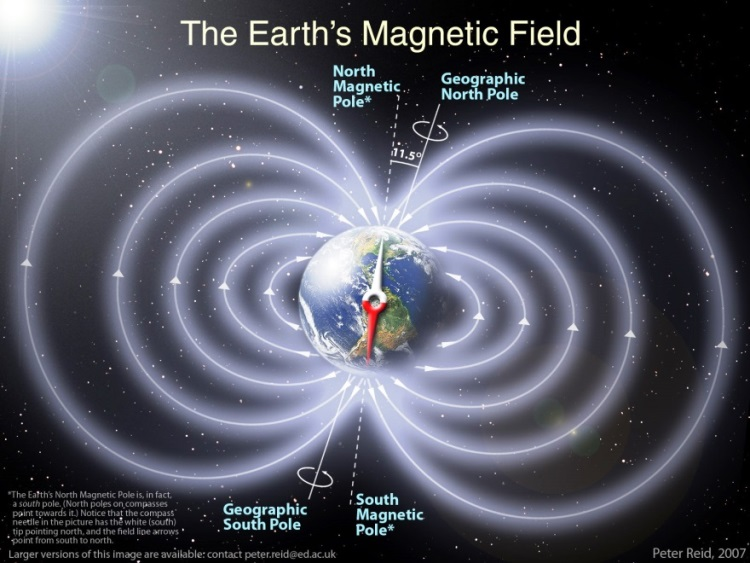 The Earth's Magnetic Field
North
Magnetic
Pole*
Geographic
North Pole
11.5°
Geographic
South Pole
South
Magnetic
Pole*
*The Earth's North Magnetic Pole is, in fact,
a south pole. (North poles on compasses
point towards it.) Notice that the compass
needle in the picture has the white (south)
tip pointing north, and the field line arrows
point from south to north.
Larger versions of this image are available: contact peter.reid@ed.ac.uk
Peter Reid, 2007